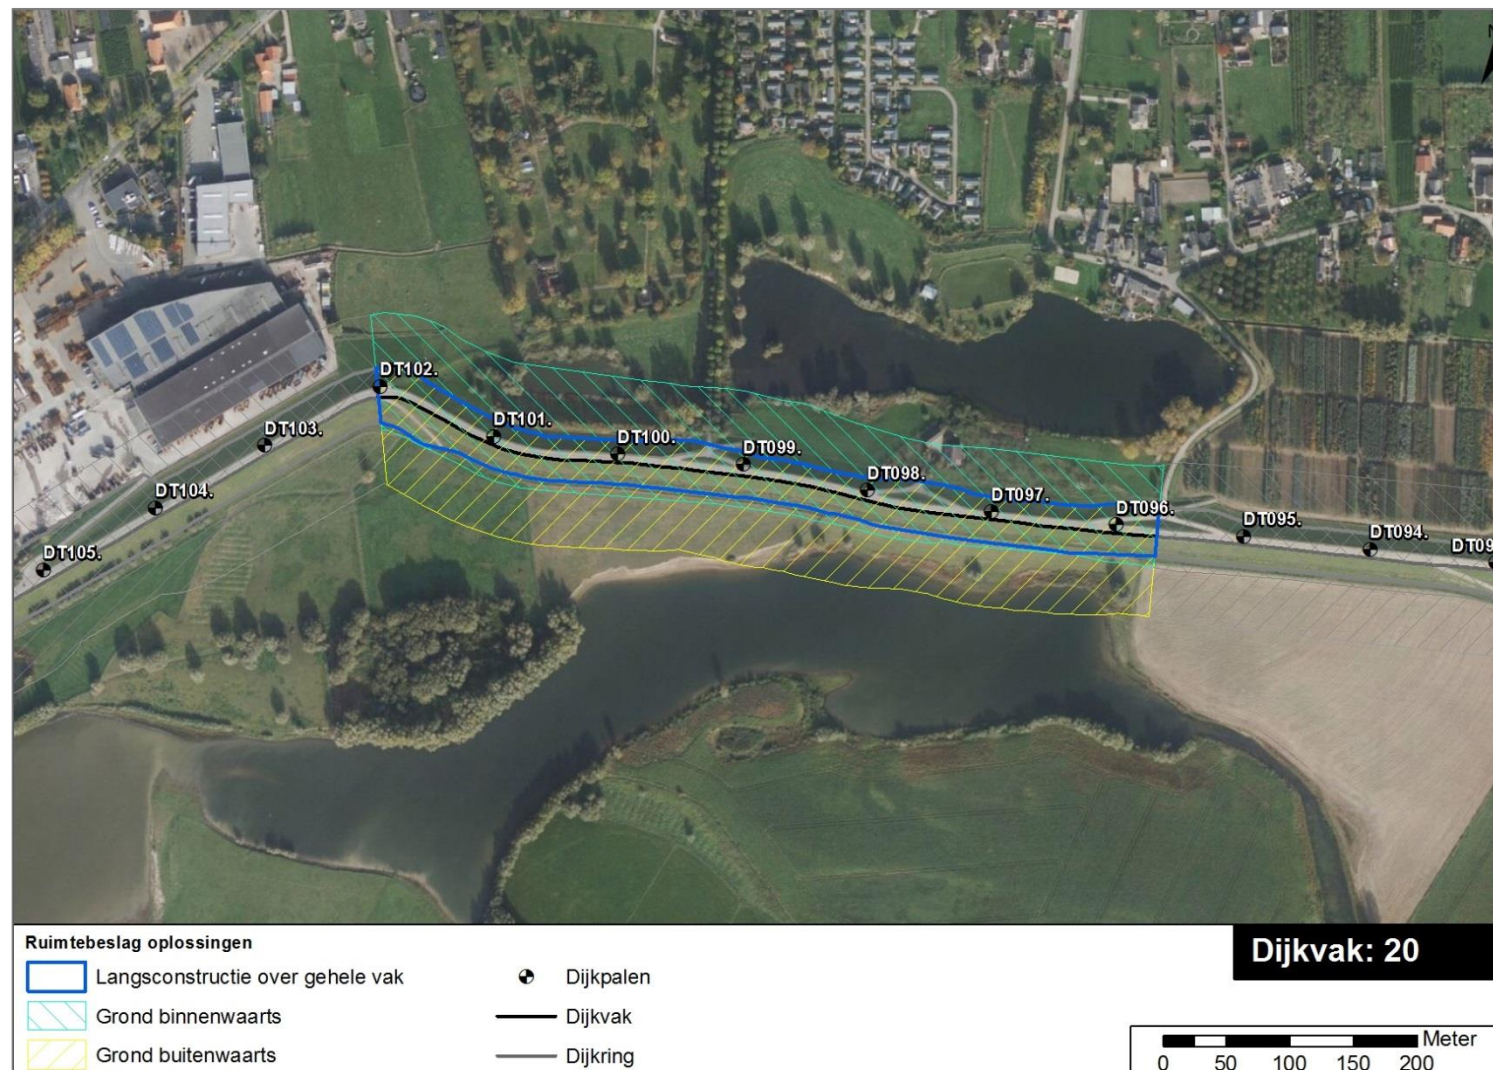 DT102.
DT101.
DT103.
DT100.
DT099.
DT098.
DT104.
DT097.
DT096.
DT095.
DT094.
DT105.
DT09
Ruimtebeslag oplossingen
Langsconstructie over gehele vak
Grond binnenwaarts
Grond buitenwaarts
Dijkpalen
Dijkvak
Dijkring
Dijkvak: 20
Meter
0 50 100 150 200